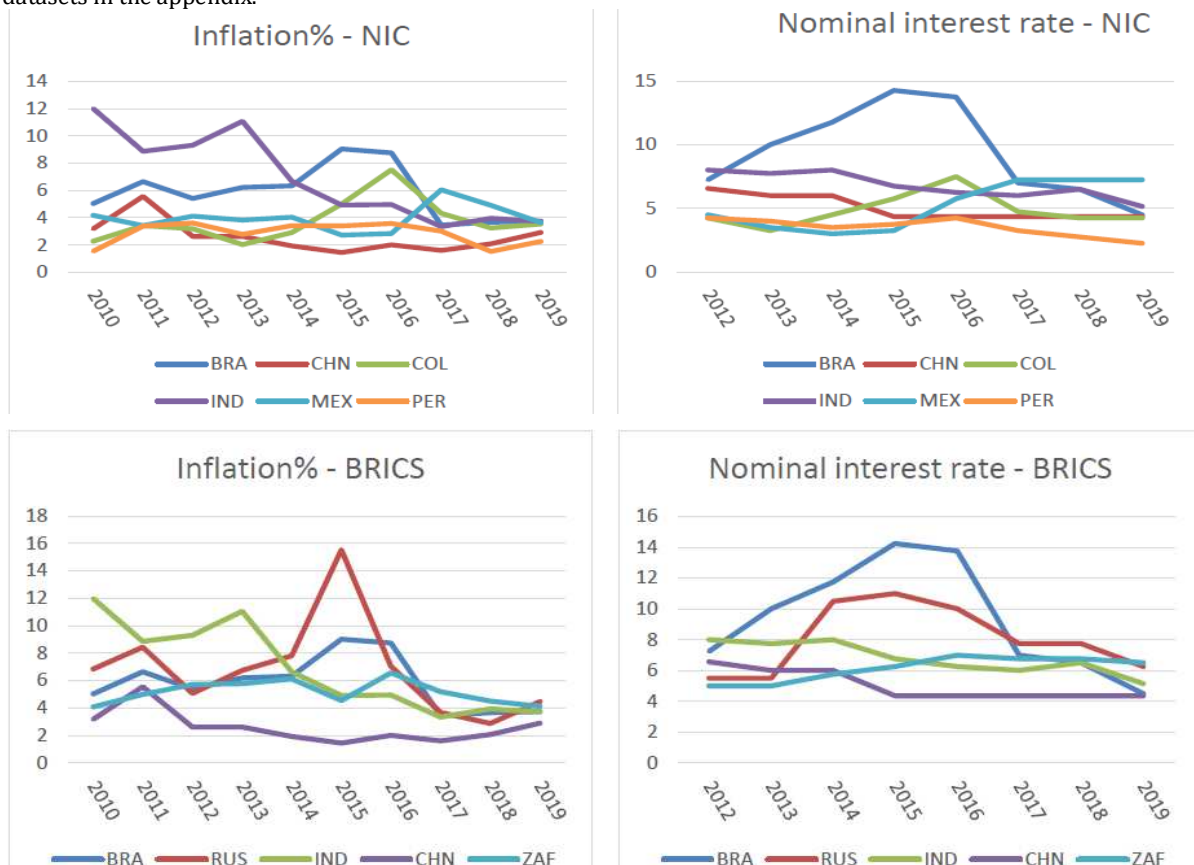 datasets in the appendix.
Inflation% - NIC
14
12
10
8
6
4
2
0
2010 2011 2012 2013 2014 2015 2016 2017 2018 2019
BRA CHN COL
IND MEX PER
Nominal interest rate - NIC
15
10
5
0
2012 2013 2014 2015 2016 2017 2018 2019
BRA CHN COL
IND MEX PER
Inflation% - BRICS
18
16
14
12
10
8
6
4
2
0
2010 2011 2012 2013 2014 2015 2016 2017 2018 2019
BRA RUS IND CHN ZAF
Nominal interest rate - BRICS
16
14
12
10
8
6
4
2
0
2012 2013 2014 2015 2016 2017 2018 2019
BRA RUS IND CHN ZAF